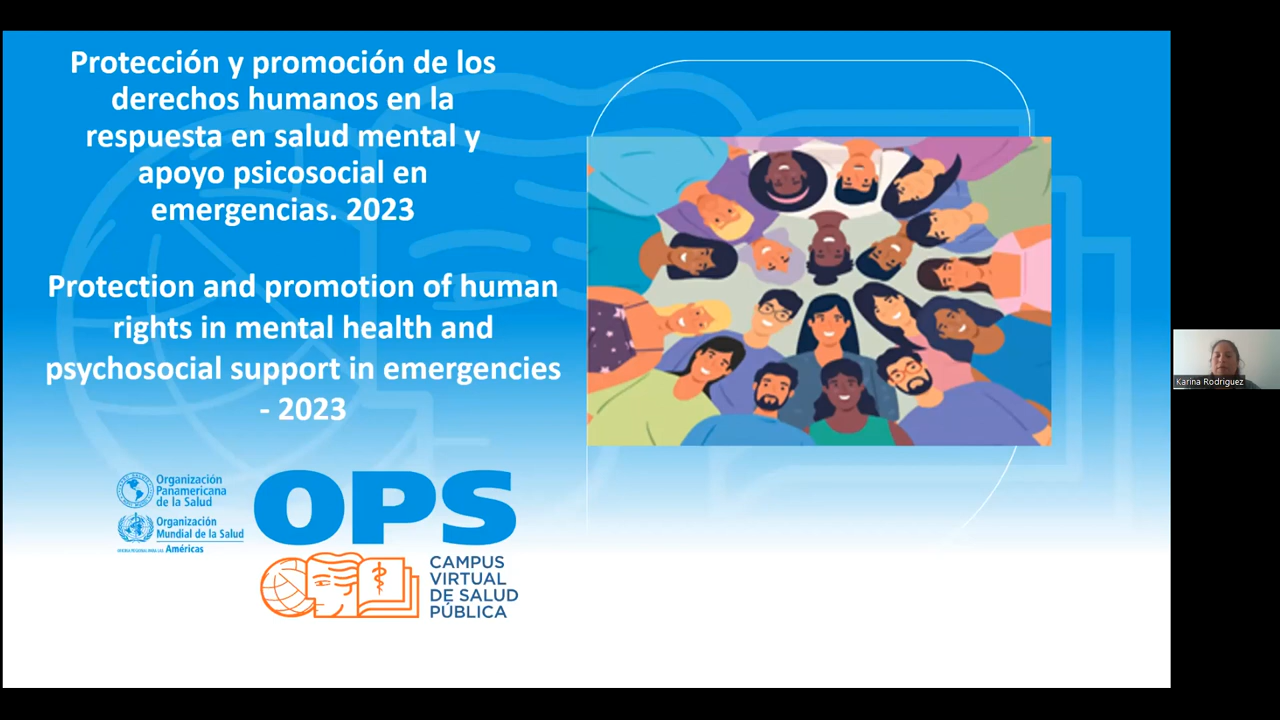 Protección y promoción de los
derechos humanos en la
respuesta en salud mental y
apoyo psicosocial en
emergencias. 2023
Protection and promotion of human
rights in mental health and
psychosocial support in emergencies
- 2023
Organización
Panamericana
de la Salud
Organización
Mundial de la Salud
Américas
OPS
CAMPUS
VIRTUAL
DE SALUD
PÚBLICA
Karina Rodriguez